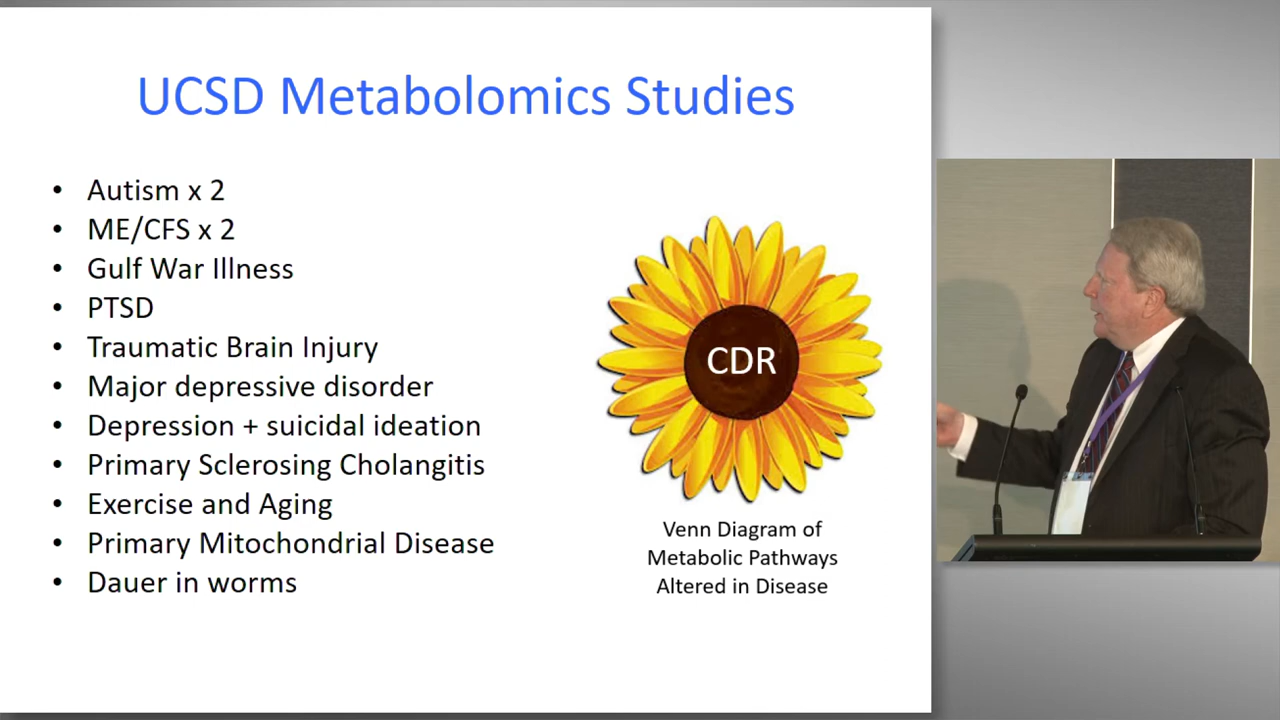 UCSD Metabolomics Studies
• Autism x 2
• ME/CFS x 2
• Gulf War Illness
• PTSD
• Traumatic Brain Injury
• Major depressive disorder
• Depression + suicidal ideation
• Primary Sclerosing Cholangitis
• Exercise and Aging
• Primary Mitochondrial Disease
• Dauer in worms
CDR
Venn Diagram of
Metabolic Pathways
Altered in Disease